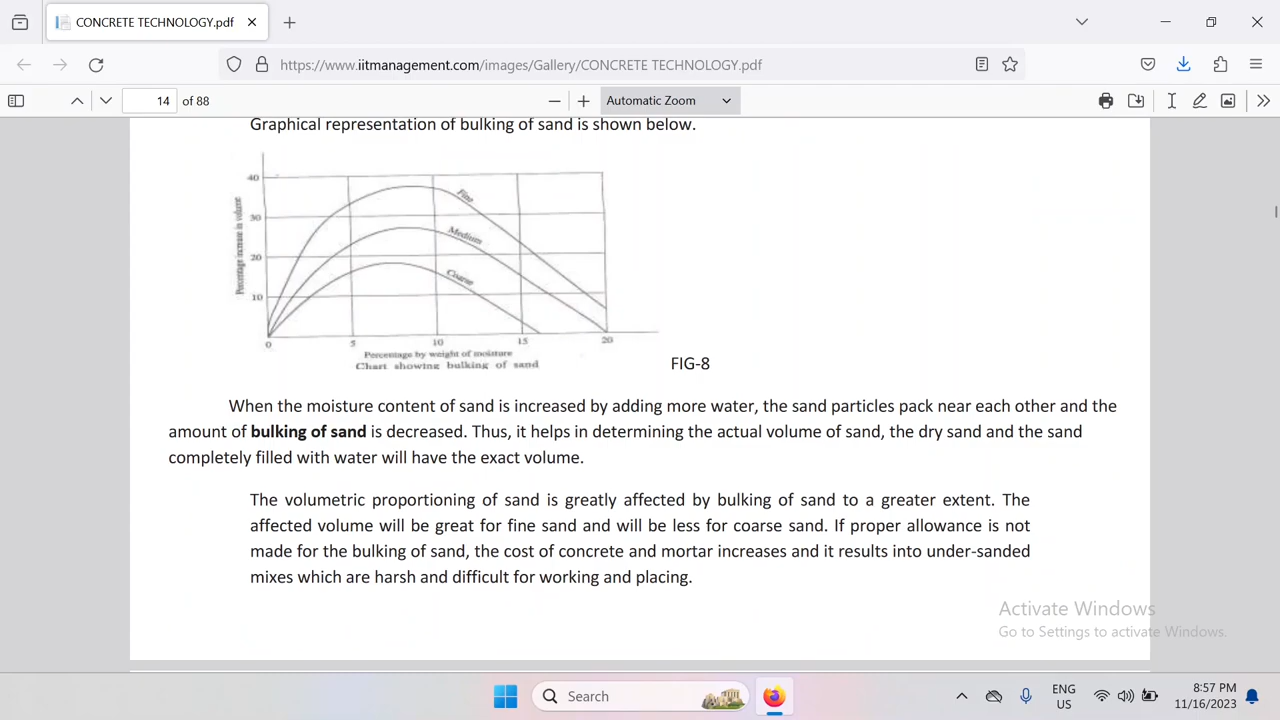 CONCRETE TECHNOLOGY.pdf
https://www.iitmanagement.com/images/Gallery/CONCRETE TECHNOLOGY.pdf
14 of 88
Automatic Zoom
Graphical representation of bulking of sand is shown below.
Percentage increase in volume
40
30
20
10
Fine
Medium
Coarse
0 5 10 15 20
Percentage by weight of moisture
Chart showing bulking of sand
FIG-8
When the moisture content of sand is increased by adding more water, the sand particles pack near each other and the
amount of bulking of sand is decreased. Thus, it helps in determining the actual volume of sand, the dry sand and the sand
completely filled with water will have the exact volume.
The volumetric proportioning of sand is greatly affected by bulking of sand to a greater extent. The
affected volume will be great for fine sand and will be less for coarse sand. If proper allowance is not
made for the bulking of sand, the cost of concrete and mortar increases and it results into under-sanded
mixes which are harsh and difficult for working and placing.
Activate Windows
Go to Settings to activate Windows.
Search
ENG
US
8:57 PM
11/16/2023